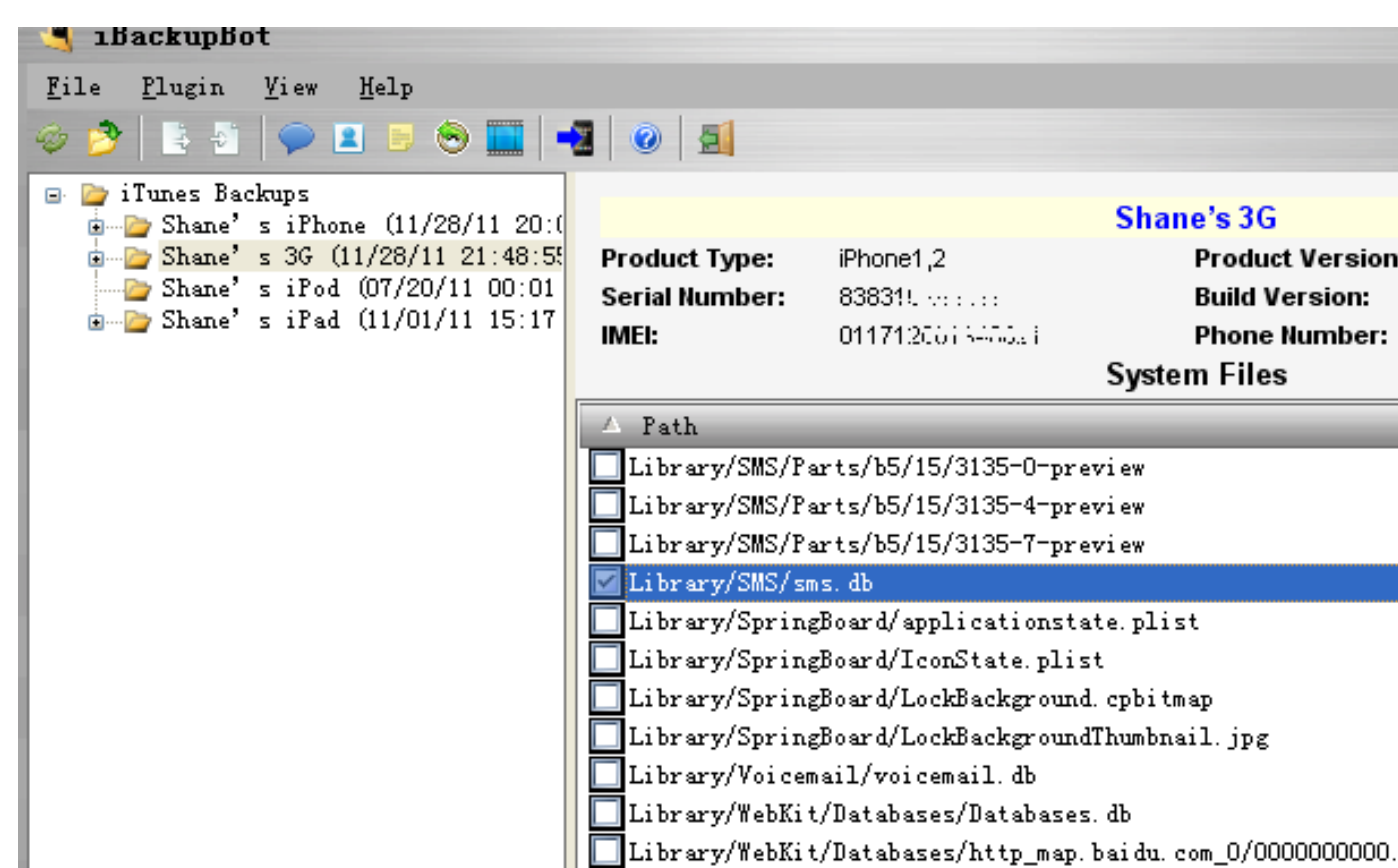 iBackupBot
File Plugin View Help
iTunes Backups
Shane's iPhone (11/28/11 20:0
Shane's 3G (11/28/11 21:48:55
Shane's iPod (07/20/11 00:01
Shane's iPad (11/01/11 15:17
Shane's 3G
Product Type: iPhone1,2 Product Version
Serial Number: 83831 Build Version:
IMEI: 011712 Phone Number:
System Files
Path
Library/SMS/Parts/b5/15/3135-0-preview
Library/SMS/Parts/b5/15/3135-4-preview
Library/SMS/Parts/b5/15/3135-7-preview
Library/SMS/sms.db
Library/SpringBoard/applicationstate.plist
Library/SpringBoard/IconState.plist
Library/SpringBoard/LockBackground.cpbitmap
Library/SpringBoard/LockBackgroundThumbnail.jpg
Library/Voicemail/voicemail.db
Library/WebKit/Databases/Databases.db
Library/WebKit/Databases/http_map.baidu.com_0/0000000000